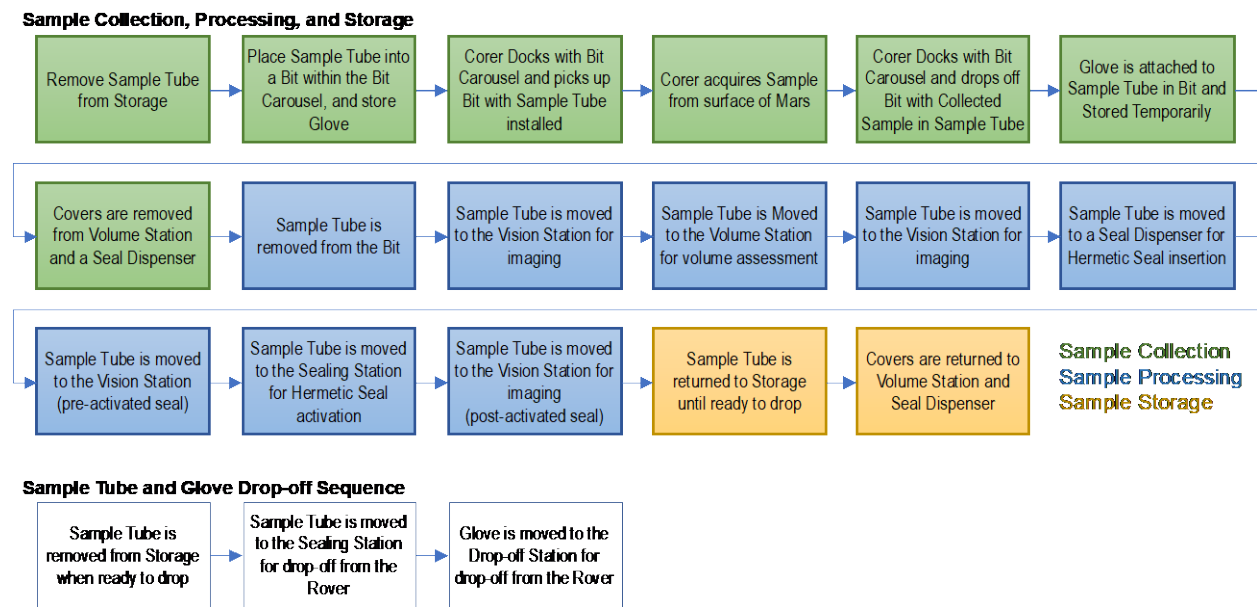 Sample Collection, Processing, and Storage
Remove Sample Tube
from Storage
Place Sample Tube into
a Bit within the Bit
Carousel, and store
Glove
Corer Docks with Bit
Carousel and picks up
Bit with Sample Tube
installed
Corer acquires Sample
from surface of Mars
Corer Docks with Bit
Carousel and drops off
Bit with Collected
Sample in Sample Tube
Glove is attached to
Sample Tube in Bit and
Stored Temporarily
Covers are removed
from Volume Station
and a Seal Dispenser
Sample Tube is
removed from the Bit
Sample Tube is moved
to the Vision Station for
imaging
Sample Tube is Moved
to the Volume Station
for volume assessment
Sample Tube is moved
to the Vision Station for
imaging
Sample Tube is moved
to a Seal Dispenser for
Hermetic Seal insertion
Sample Tube is moved
to the Vision Station
(pre-activated seal)
Sample Tube is moved
to the Sealing Station
for Hermetic Seal
activation
Sample Tube is moved
to the Vision Station for
imaging
(post-activated seal)
Sample Tube is
returned to Storage
until ready to drop
Covers are returned to
Volume Station and
Seal Dispenser
Sample Collection
Sample Processing
Sample Storage
Sample Tube and Glove Drop-off Sequence
Sample Tube is
removed from Storage
when ready to drop
Sample Tube is moved
to the Sealing Station
for drop-off from the
Rover
Glove is moved to the
Drop-off Station for
drop-off from the Rover